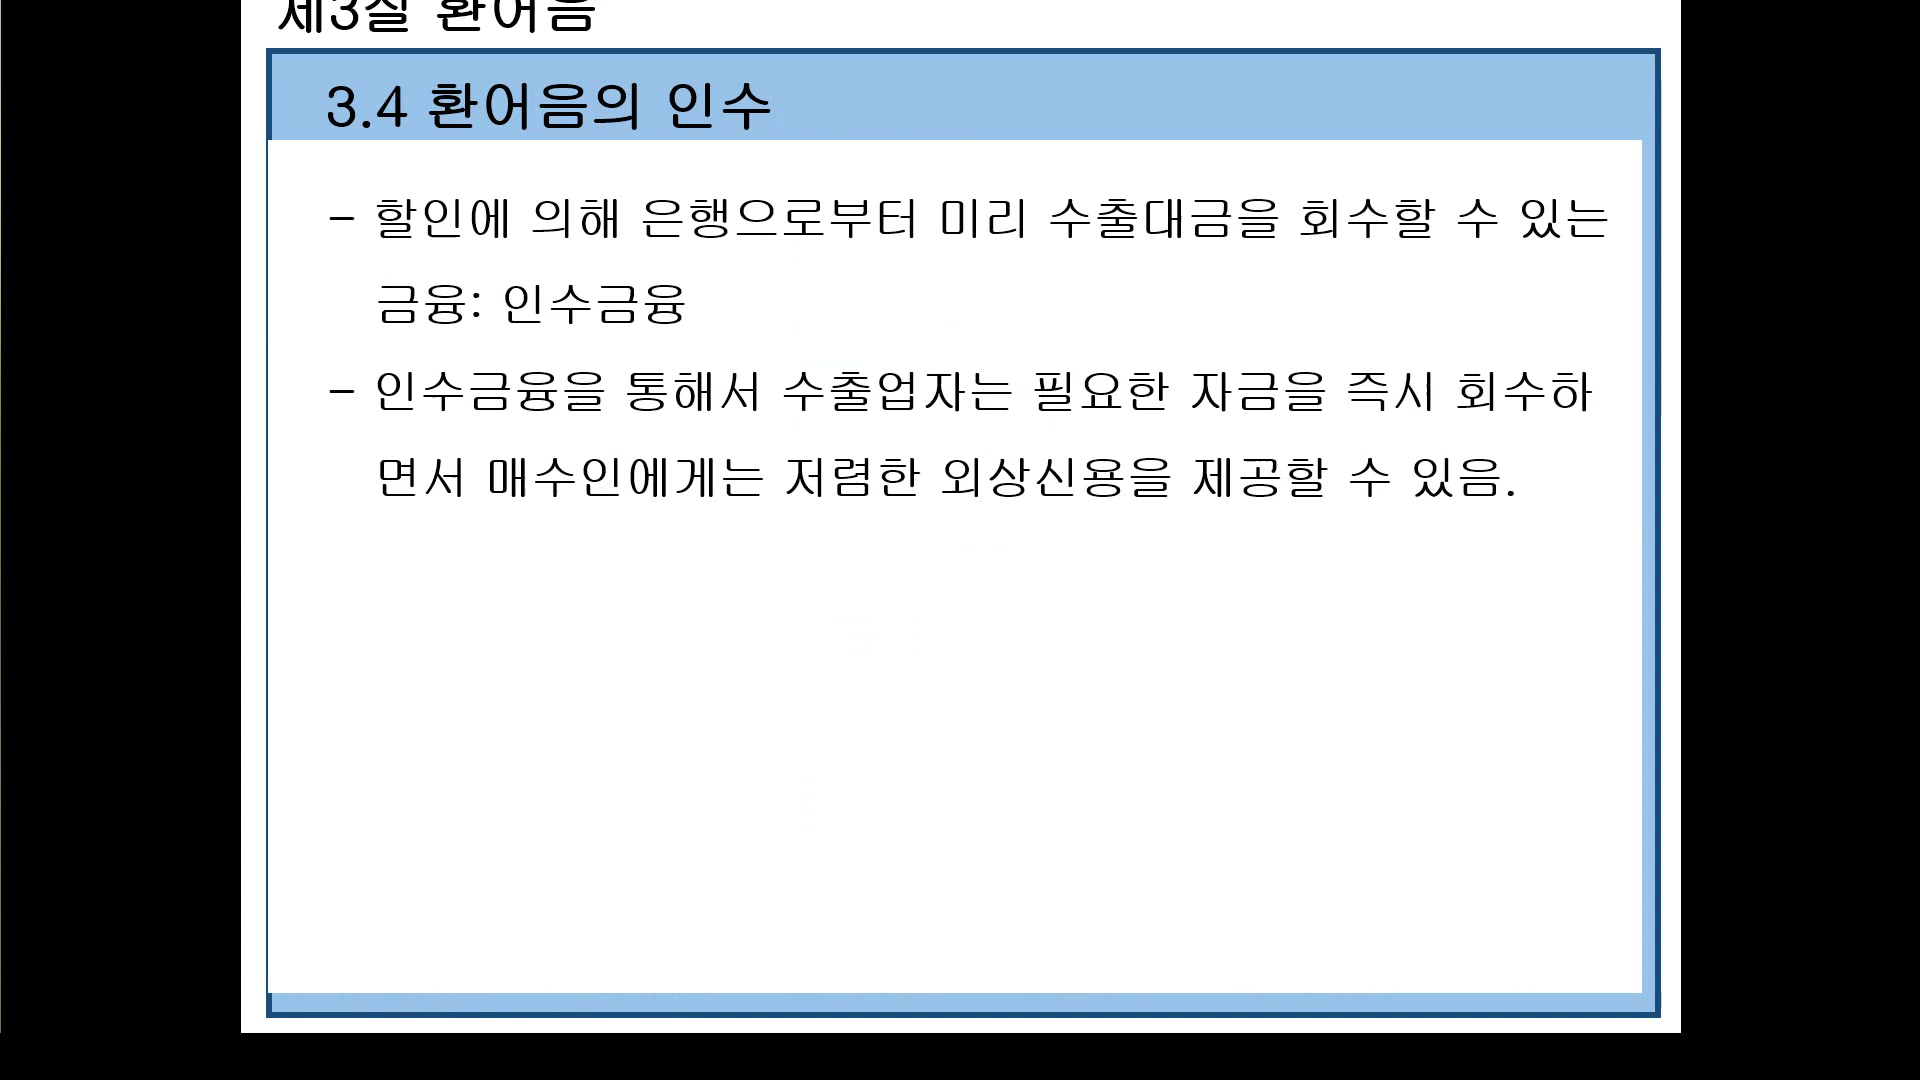 제3절 환어음
3.4 환어음의 인수
- 할인에 의해 은행으로부터 미리 수출대금을 회수할 수 있는
금융: 인수금융
- 인수금융을 통해서 수출업자는 필요한 자금을 즉시 회수하
면서 매수인에게는 저렴한 외상신용을 제공할 수 있음.